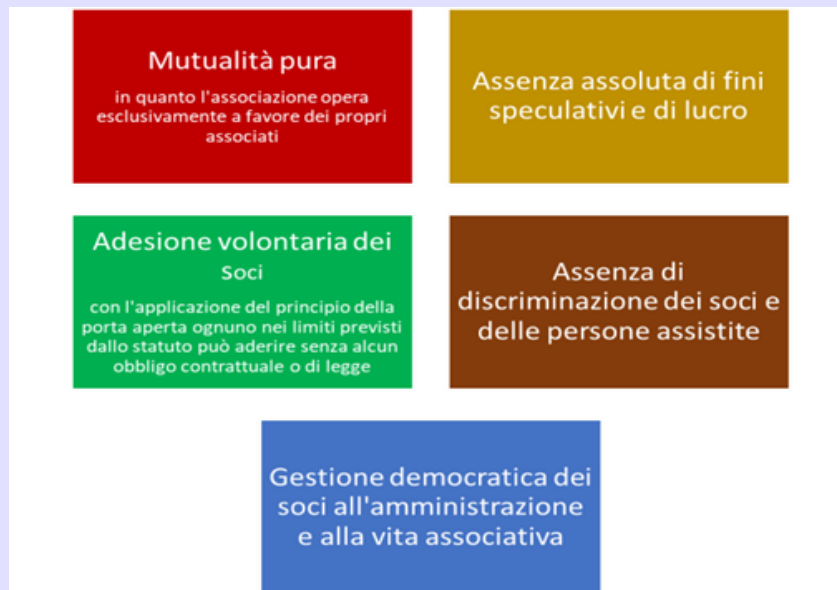 Mutualità pura
in quanto l'associazione opera
esclusivamente a favore dei propri
associati
Assenza assoluta di fini
speculativi e di lucro
Adesione volontaria dei
Soci
con l'applicazione del principio della
porta aperta ognuno nei limiti previsti
dallo statuto può aderire senza alcun
obbligo contrattuale o di legge
Assenza di
discriminazione dei soci e
delle persone assistite
Gestione democratica dei
soci all'amministrazione
e alla vita associativa